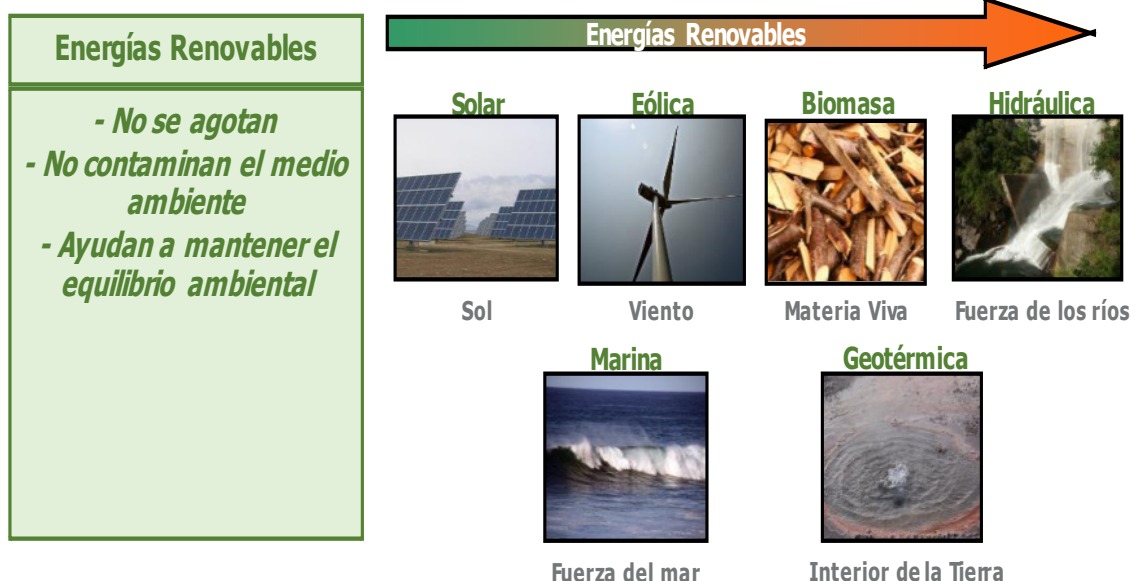 Energías Renovables
- No se agotan
- No contaminan el medio
ambiente
- Ayudan a mantener el
equilibrio ambiental
Energías Renovables
Solar
Eólica
Biomasa
Hidráulica
Sol
Viento
Materia Viva
Fuerza de los ríos
Marina
Geotérmica
Fuerza del mar
Interior de la Tierra